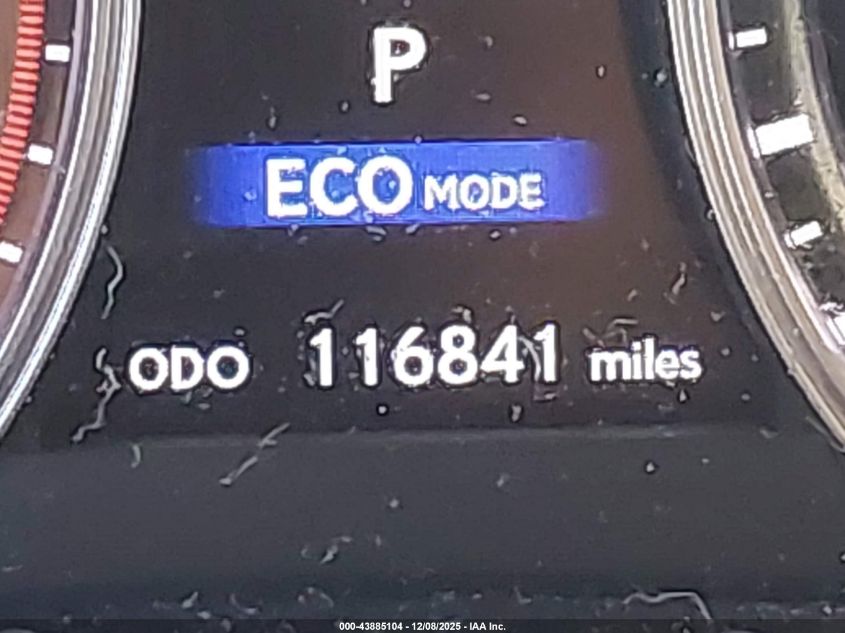 P
ECO MODE
ODO 116841 miles
000-43885104 - 12/08/2025 - IAA Inc.